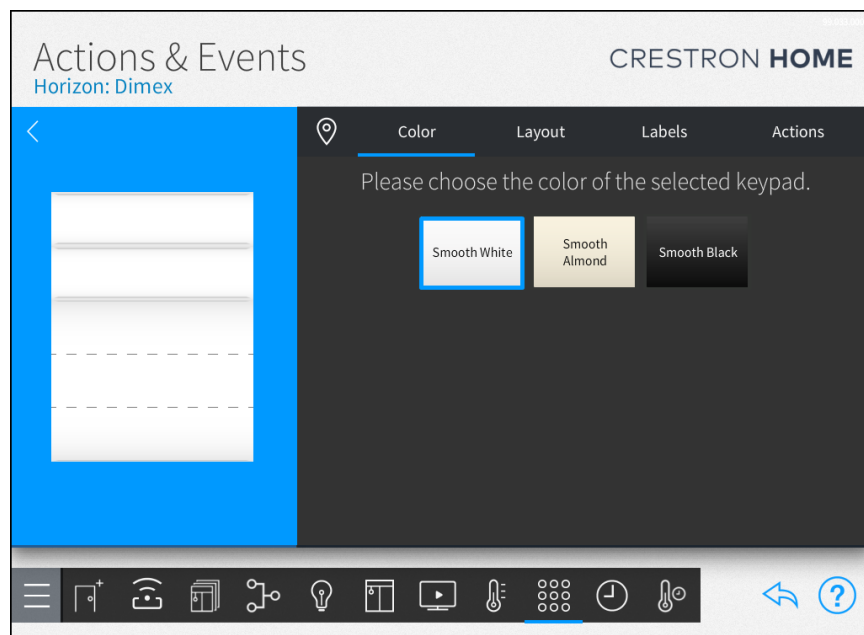 Actions & Events
Horizon: Dimex
CRESTRON HOME
Color
Layout
Labels
Actions
Please choose the color of the selected keypad.
Smooth White
Smooth
Almond
Smooth Black
?